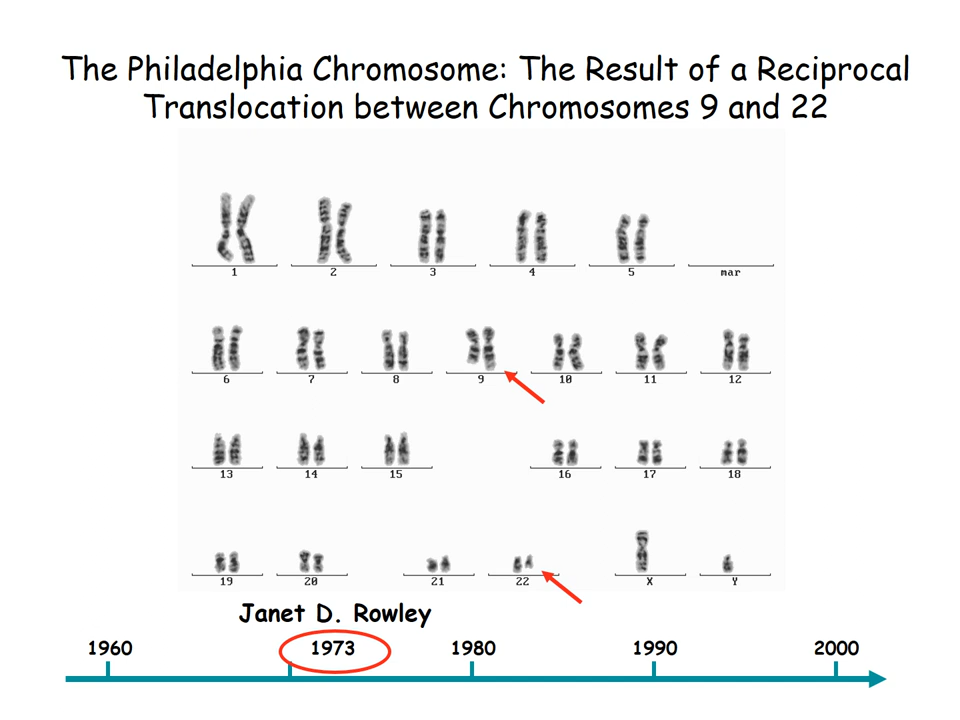 The Philadelphia Chromosome: The Result of a Reciprocal
Translocation between Chromosomes 9 and 22
1 2 3 4 5 mar
6 7 8 9 10 11 12
13 14 15 16 17 18
19 20 21 22 X Y
Janet D. Rowley
1960 1973 1980 1990 2000